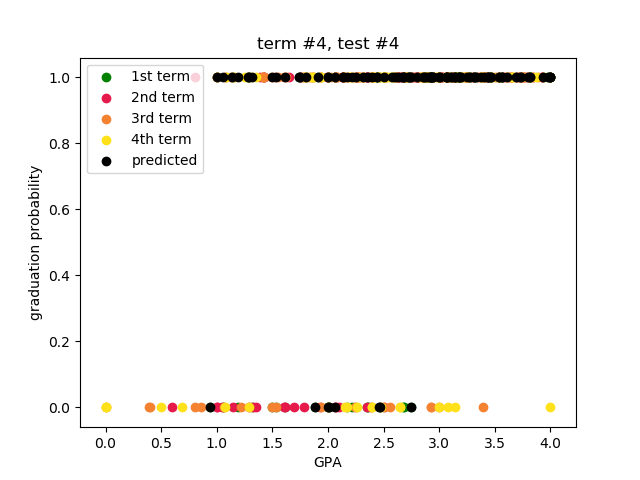 term #4, test #4
1st term
2nd term
3rd term
4th term
predicted
graduation probability
1.0
0.8
0.6
0.4
0.2
0.0
0.0 0.5 1.0 1.5 2.0 2.5 3.0 3.5 4.0
GPA